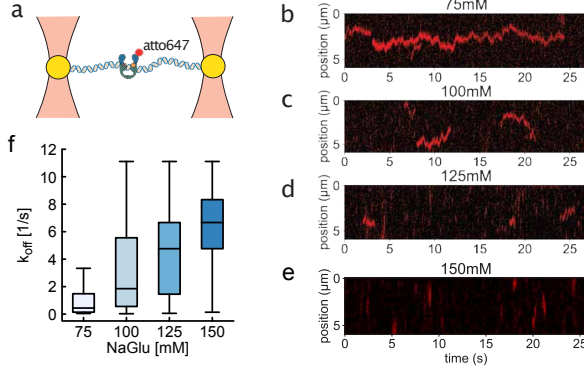 a
atto647
b
75mM
position (μm)
0
5
0 5 10 15 20 25
c
100mM
position (μm)
0
5
0 5 10 15 20 25
d
125mM
position (μm)
0
5
0 5 10 15 20 25
e
150mM
position (μm)
0
5
0 5 10 15 20 25
time (s)
f
k_off [1/s]
12
10
8
6
4
2
0
75 100 125 150
NaGlu [mM]